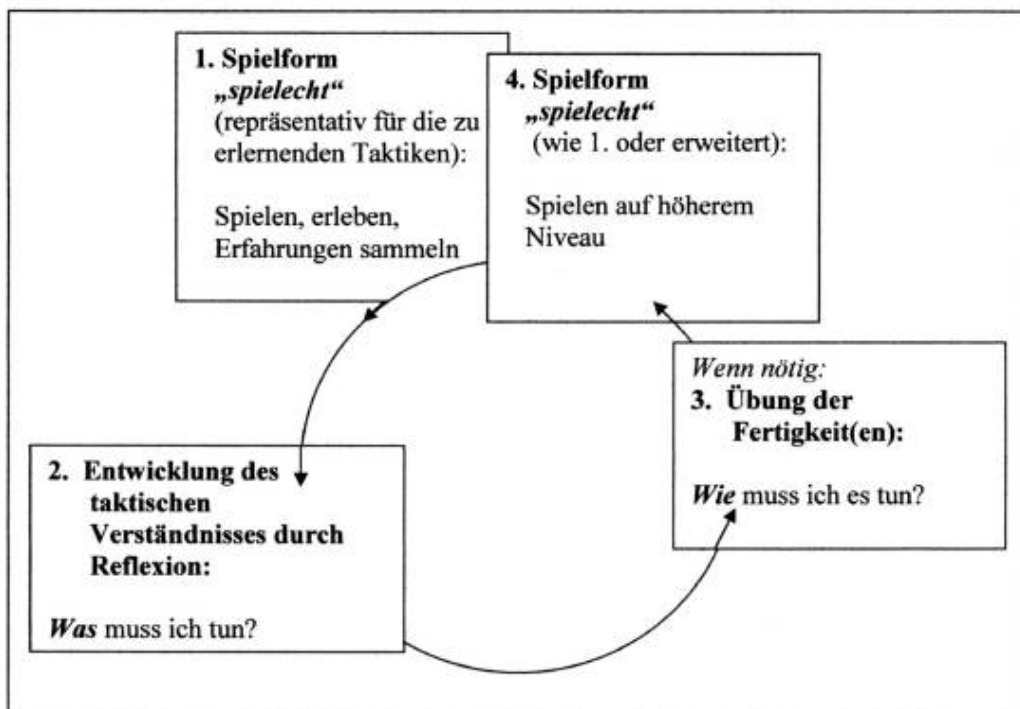 1. Spielform
„spielecht“
(repräsentativ für die zu
erlernenden Taktiken):
Spielen, erleben,
Erfahrungen sammeln
4. Spielform
„spielecht“
(wie 1. oder erweitert):
Spielen auf höherem
Niveau
Wenn nötig:
3. Übung der
Fertigkeit(en):
Wie muss ich es tun?
2. Entwicklung des
taktischen
Verständnisses durch
Reflexion:
Was muss ich tun?